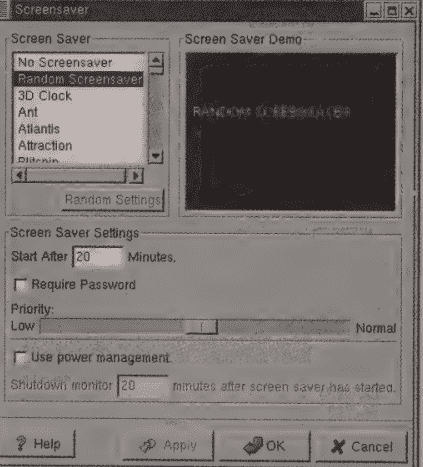 Screensaver
Screen Saver
No Screensaver
Random Screensaver
3D Clock
Ant
Atlantis
Attraction
Blitspin
Random Settings
Screen Saver Demo
RANDOM SCREENSAVER
Screen Saver Settings
Start After 20 Minutes.
Require Password
Priority:
Low Normal
Use power management.
Shutdown monitor 20 minutes after screen saver has started.
Help Apply OK Cancel